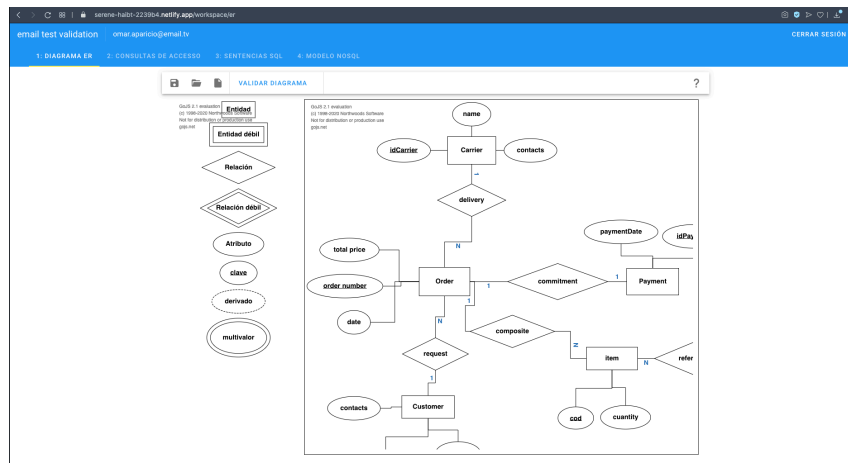 serene-haibt-2239b4.netlify.app/workspace/er
email test validation
omar.aparicio@email.tv
CERRAR SESIÓN
1: DIAGRAMA ER
2: CONSULTAS DE ACCESSO
3: SENTENCIAS SQL
4: MODELO NOSQL
VALIDAR DIAGRAMA
?
GoJS 2.1 evaluation
(c) 1998-2020 Northwoods Software
Not for distribution or production use
gojs.net
Entidad
Entidad débil
Relación
Relación débil
Atributo
clave
derivado
multivalor
GoJS 2.1 evaluation
(c) 1998-2020 Northwoods Software
Not for distribution or production use
gojs.net
name
idCarrier
Carrier
contacts
1
delivery
N
paymentDate
idPay
total price
order number
Order
1
commitment
1
Payment
date
1
N
composite
N
request
item
N
refer
1
contacts
Customer
cod
cuantity